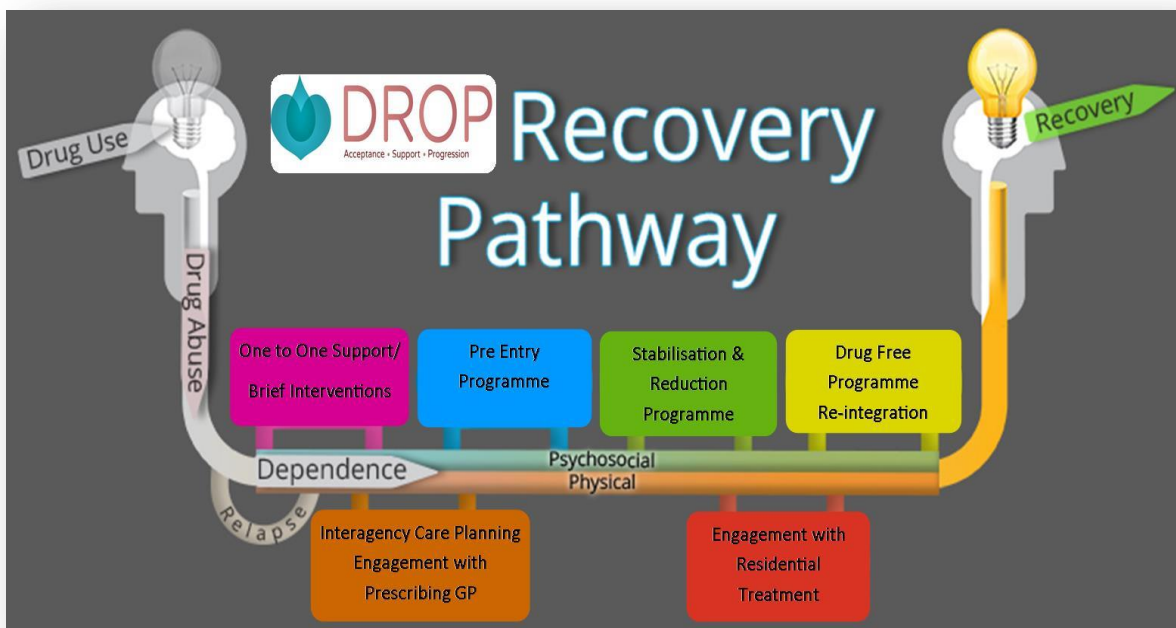 DROP
Acceptance • Support • Progression
Recovery
Pathway
Drug Use
Recovery
Drug Abuse
One to One Support/
Brief Interventions
Pre Entry
Programme
Stabilisation &
Reduction
Programme
Drug Free
Programme
Re-integration
Dependence
Psychosocial
Physical
Relapse
Interagency Care Planning
Engagement with
Prescribing GP
Engagement with
Residential
Treatment